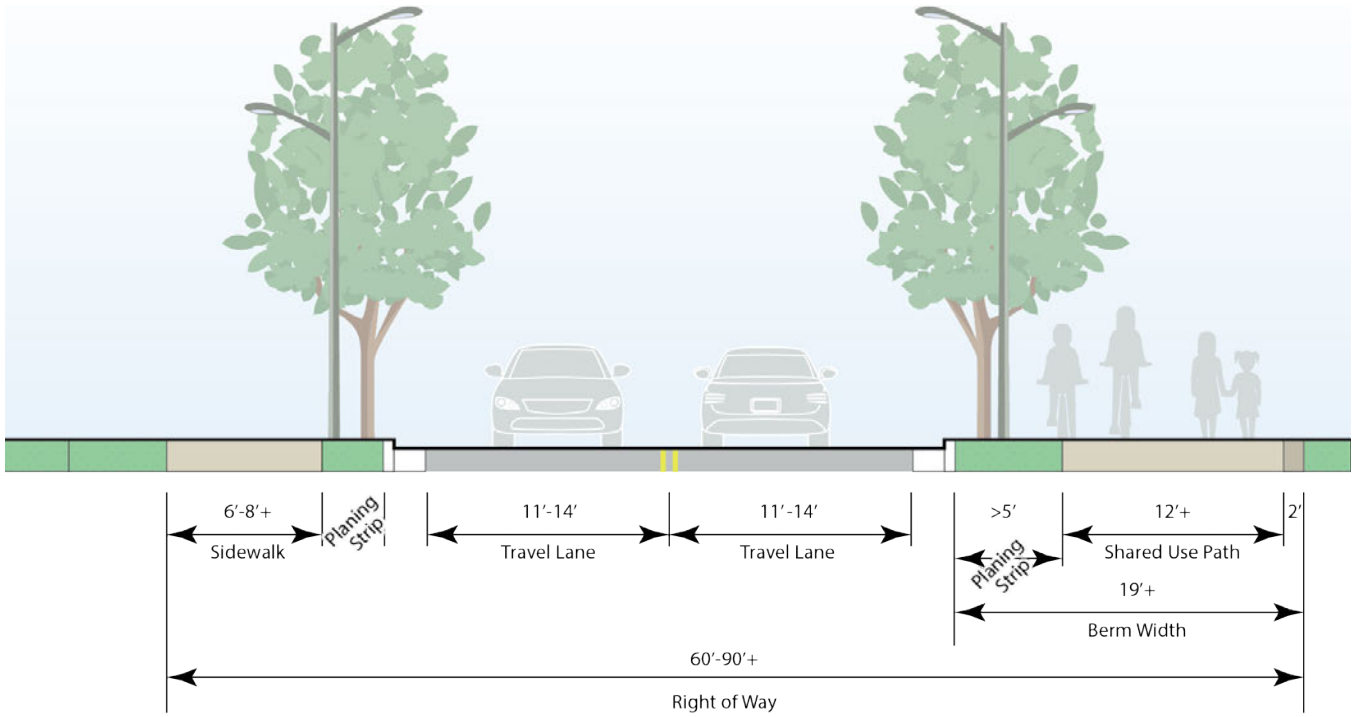 6'-8'+
Sidewalk
Planing
Strip
11'-14'
Travel Lane
11'-14'
Travel Lane
>5'
Planing
Strip
12'+
Shared Use Path
2'
19'+
Berm Width
60'-90'+
Right of Way